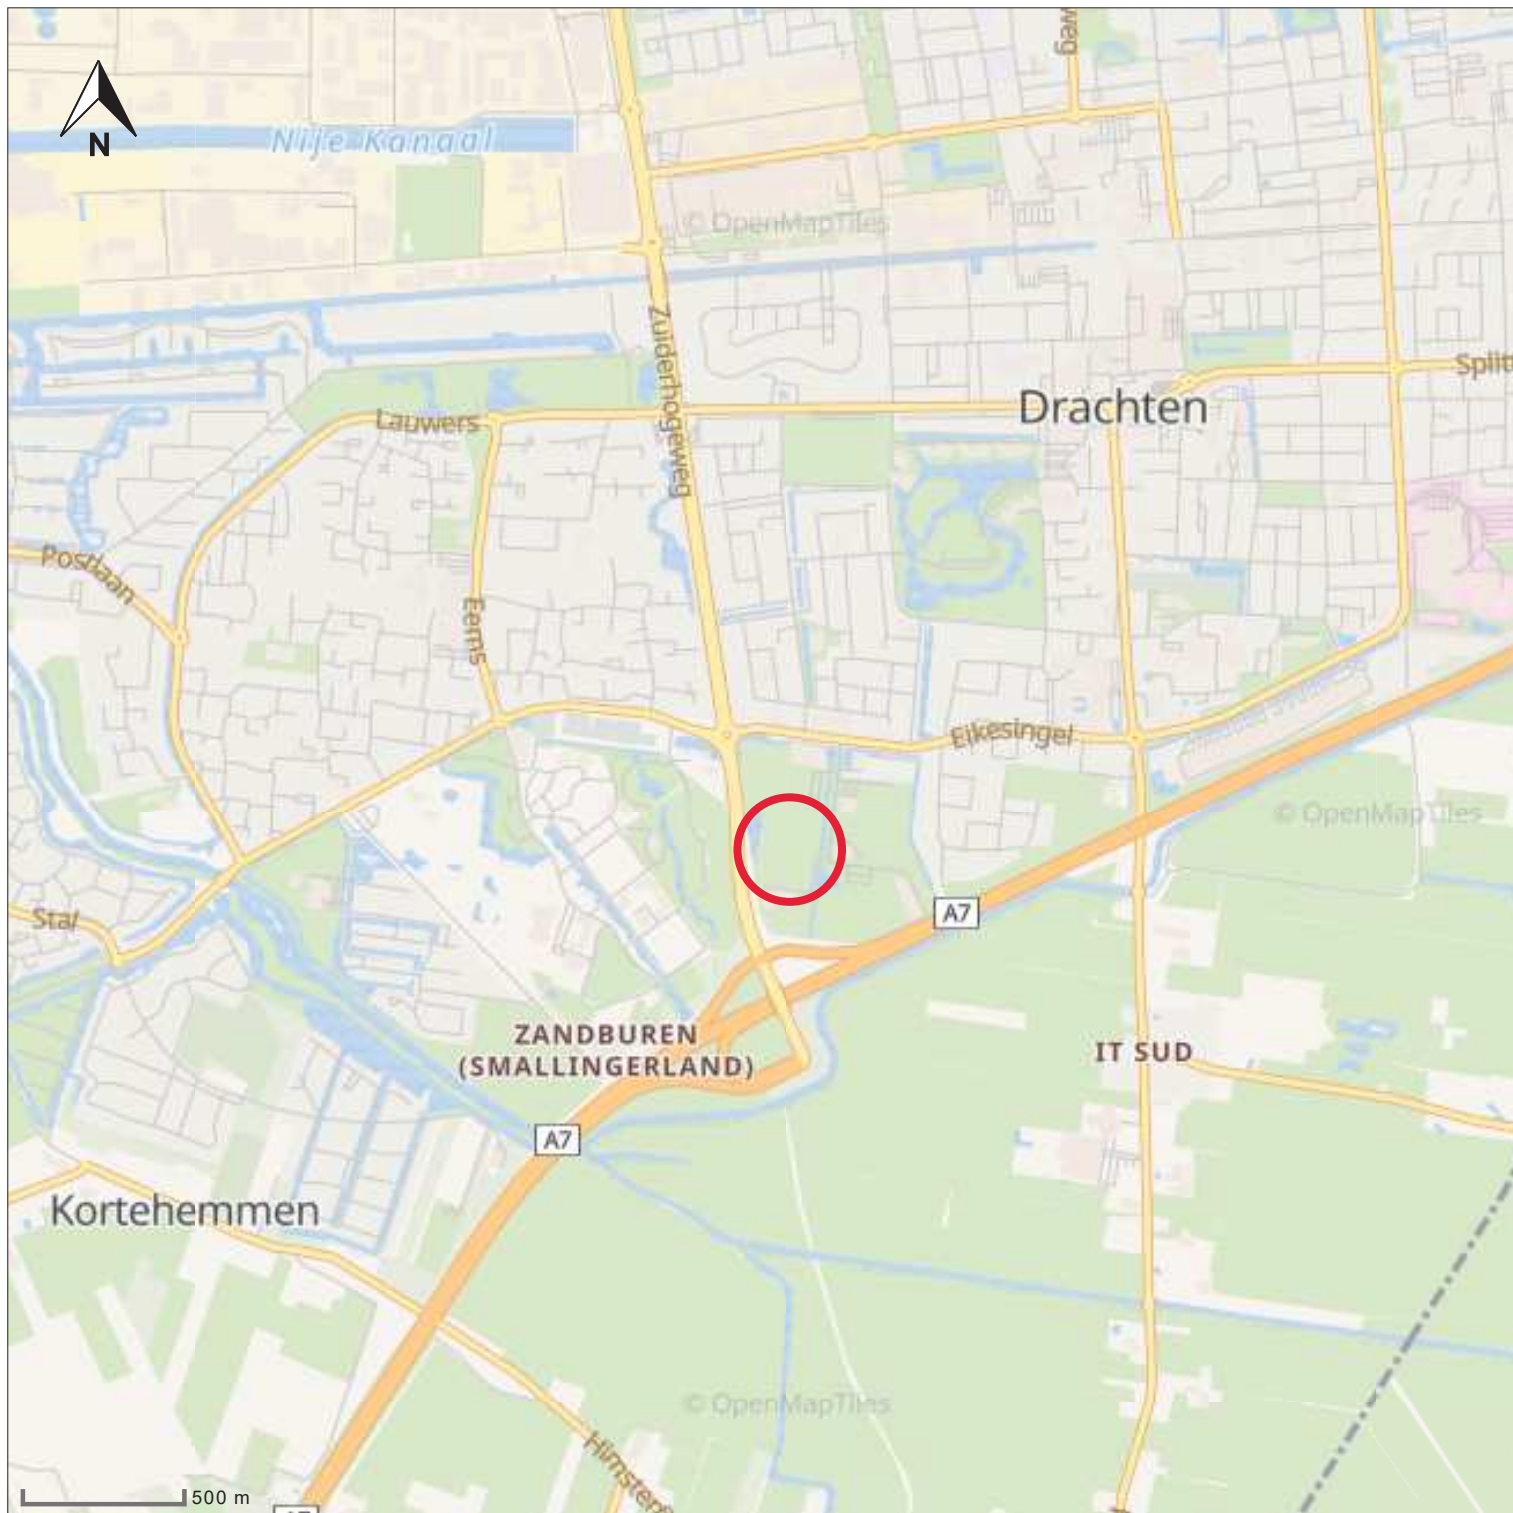 weg
N
Nije Kanaal
© OpenMapTiles
Zuiderhogeweg
Split
Drachten
Lauwers
Postlaan
Eems
Eikesingel
© OpenMapTiles
A7
Stal
ZANDBUREN
(SMALLINGERLAND)
IT SUD
A7
Kortehemmen
© OpenMapTiles
500 m